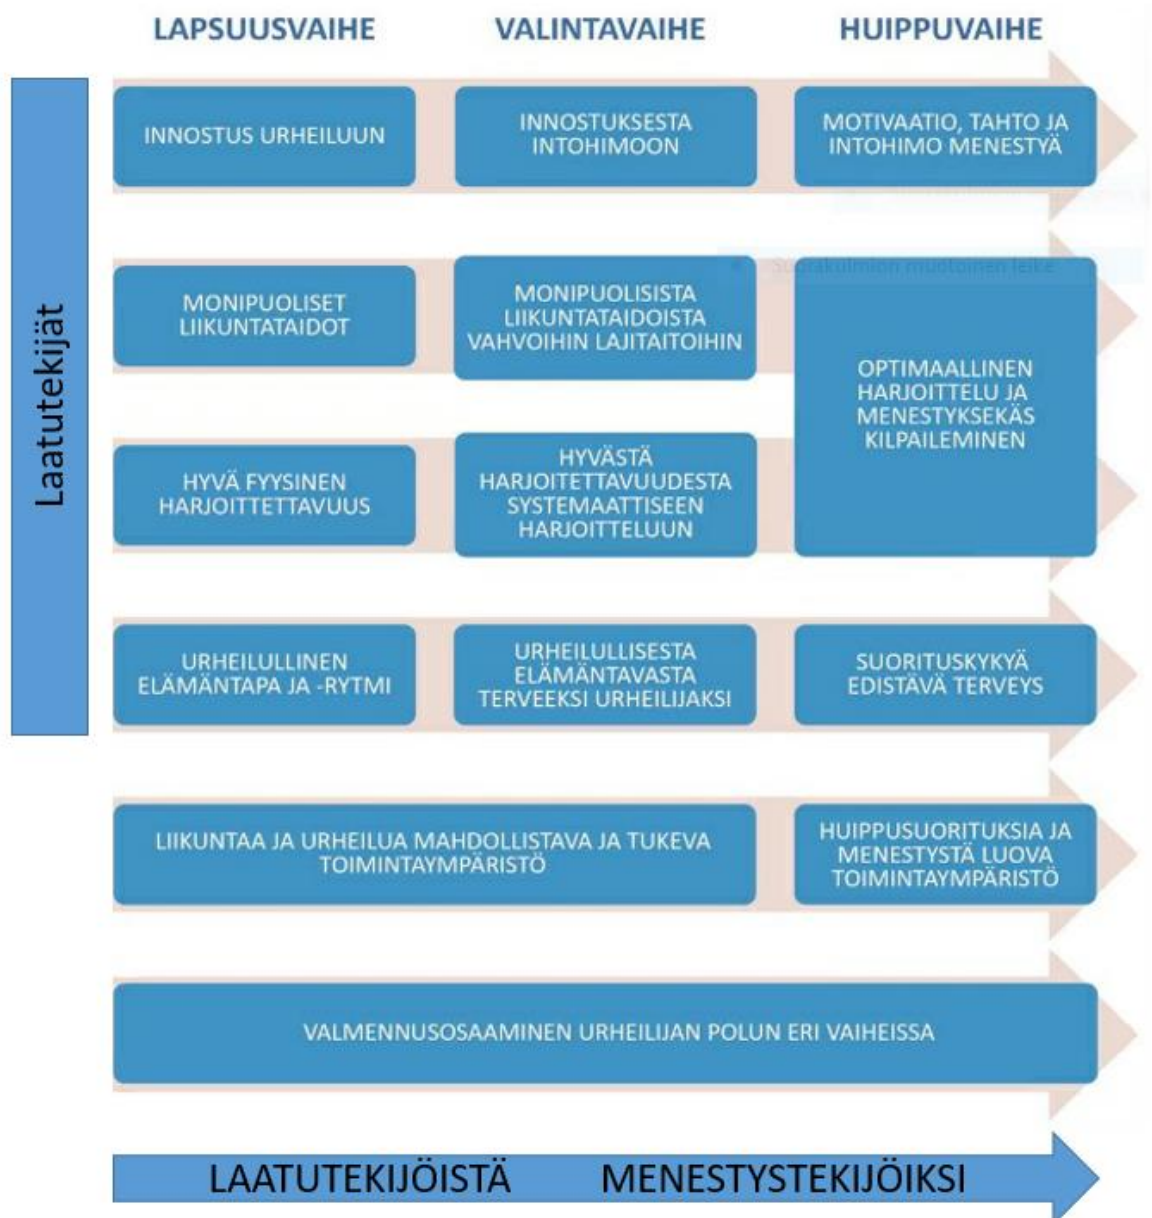 LAPSUUSVAIHE
VALINTAVAIHE
HUIPPUVAIHE
Laatutekijät
INNOSTUS URHEILUUN
INNOSTUKSESTA
INTOHIMOON
MOTIVAATIO, TAHTO JA
INTOHIMO MENESTYÄ
Suorakulmion muotoinen leike
MONIPUOLISET
LIIKUNTATAIDOT
MONIPUOLISISTA
LIIKUNTATAIDOISTA
VAHVOIHIN LAJITAITOIHIN
OPTIMAALLINEN
HARJOITTELU JA
MENESTYKSEKÄS
KILPAILEMINEN
HYVÄ FYYSINEN
HARJOITTETTAVUUS
HYVÄSTÄ
HARJOITETTAVUUDESTA
SYSTEMAATTISEEN
HARJOITTELUUN
URHEILULLINEN
ELÄMÄNTAPA JA -RYTMI
URHEILULLISESTA
ELÄMÄNTAVASTA
TERVEEKSI URHEILIJAKSI
SUORITUSKYKYÄ
EDISTÄVÄ TERVEYS
LIIKUNTAA JA URHEILUA MAHDOLLISTAVA JA TUKEVA
TOIMINTAYMPÄRISTÖ
HUIPPUSUORITUKSIA JA
MENESTYSTÄ LUOVA
TOIMINTAYMPÄRISTÖ
VALMENNUSOSAAMINEN URHEILIJAN POLUN ERI VAIHEISSA
LAATUTEKIJÖISTÄ MENESTYSTEKIJÖIKSI